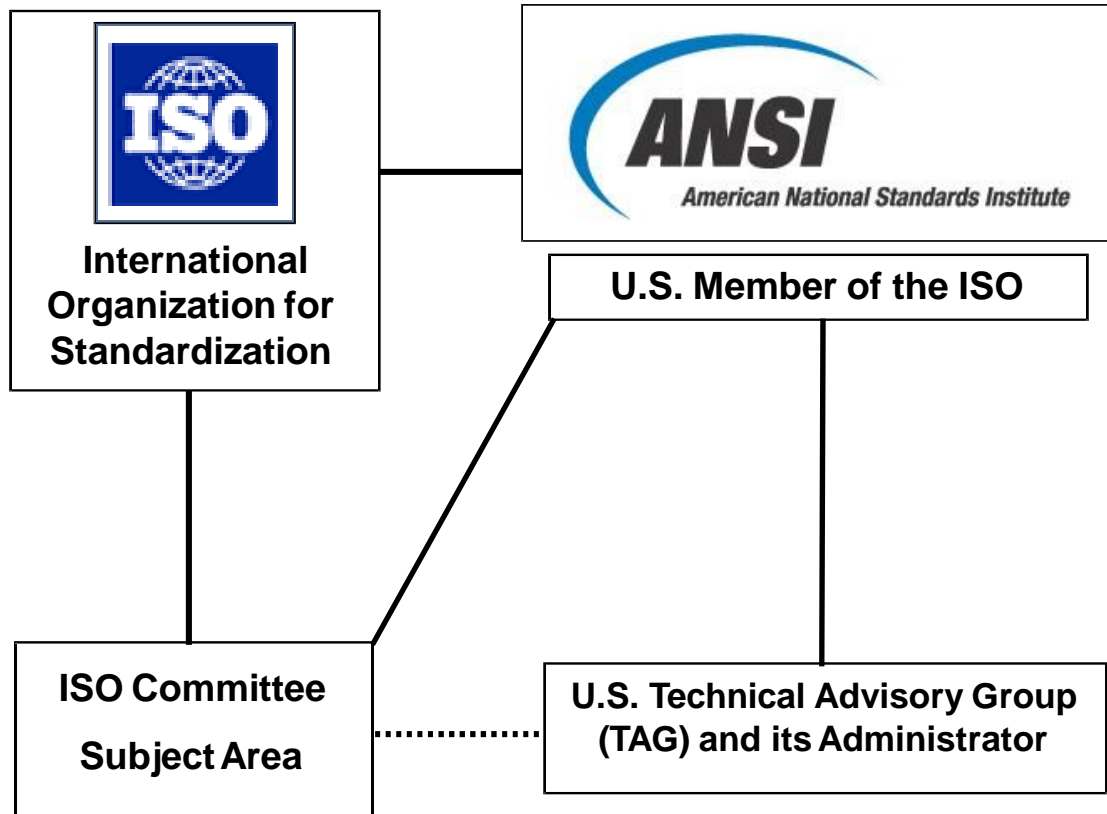 ISO
International
Organization for
Standardization
ANSI
American National Standards Institute
U.S. Member of the ISO
ISO Committee
Subject Area
U.S. Technical Advisory Group
(TAG) and its Administrator